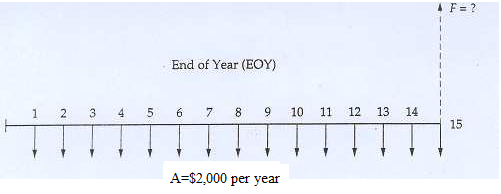 F = ?
End of Year (EOY)
1 2 3 4 5 6 7 8 9 10 11 12 13 14
15
A=$2,000 per year